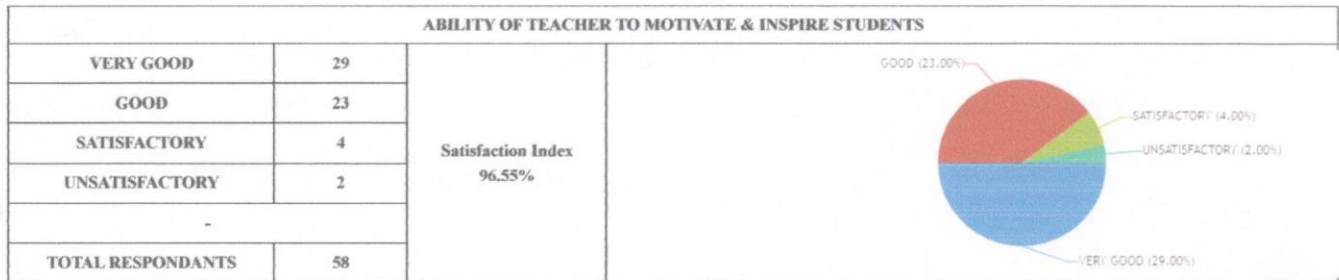 ABILITY OF TEACHER TO MOTIVATE & INSPIRE STUDENTS
VERY GOOD 29
GOOD 23
SATISFACTORY 4
UNSATISFACTORY 2
-
TOTAL RESPONDANTS 58
Satisfaction Index
96.55%
GOOD (23.00%)
SATISFACTORY (4.00%)
UNSATISFACTORY (2.00%)
VERY GOOD (29.00%)